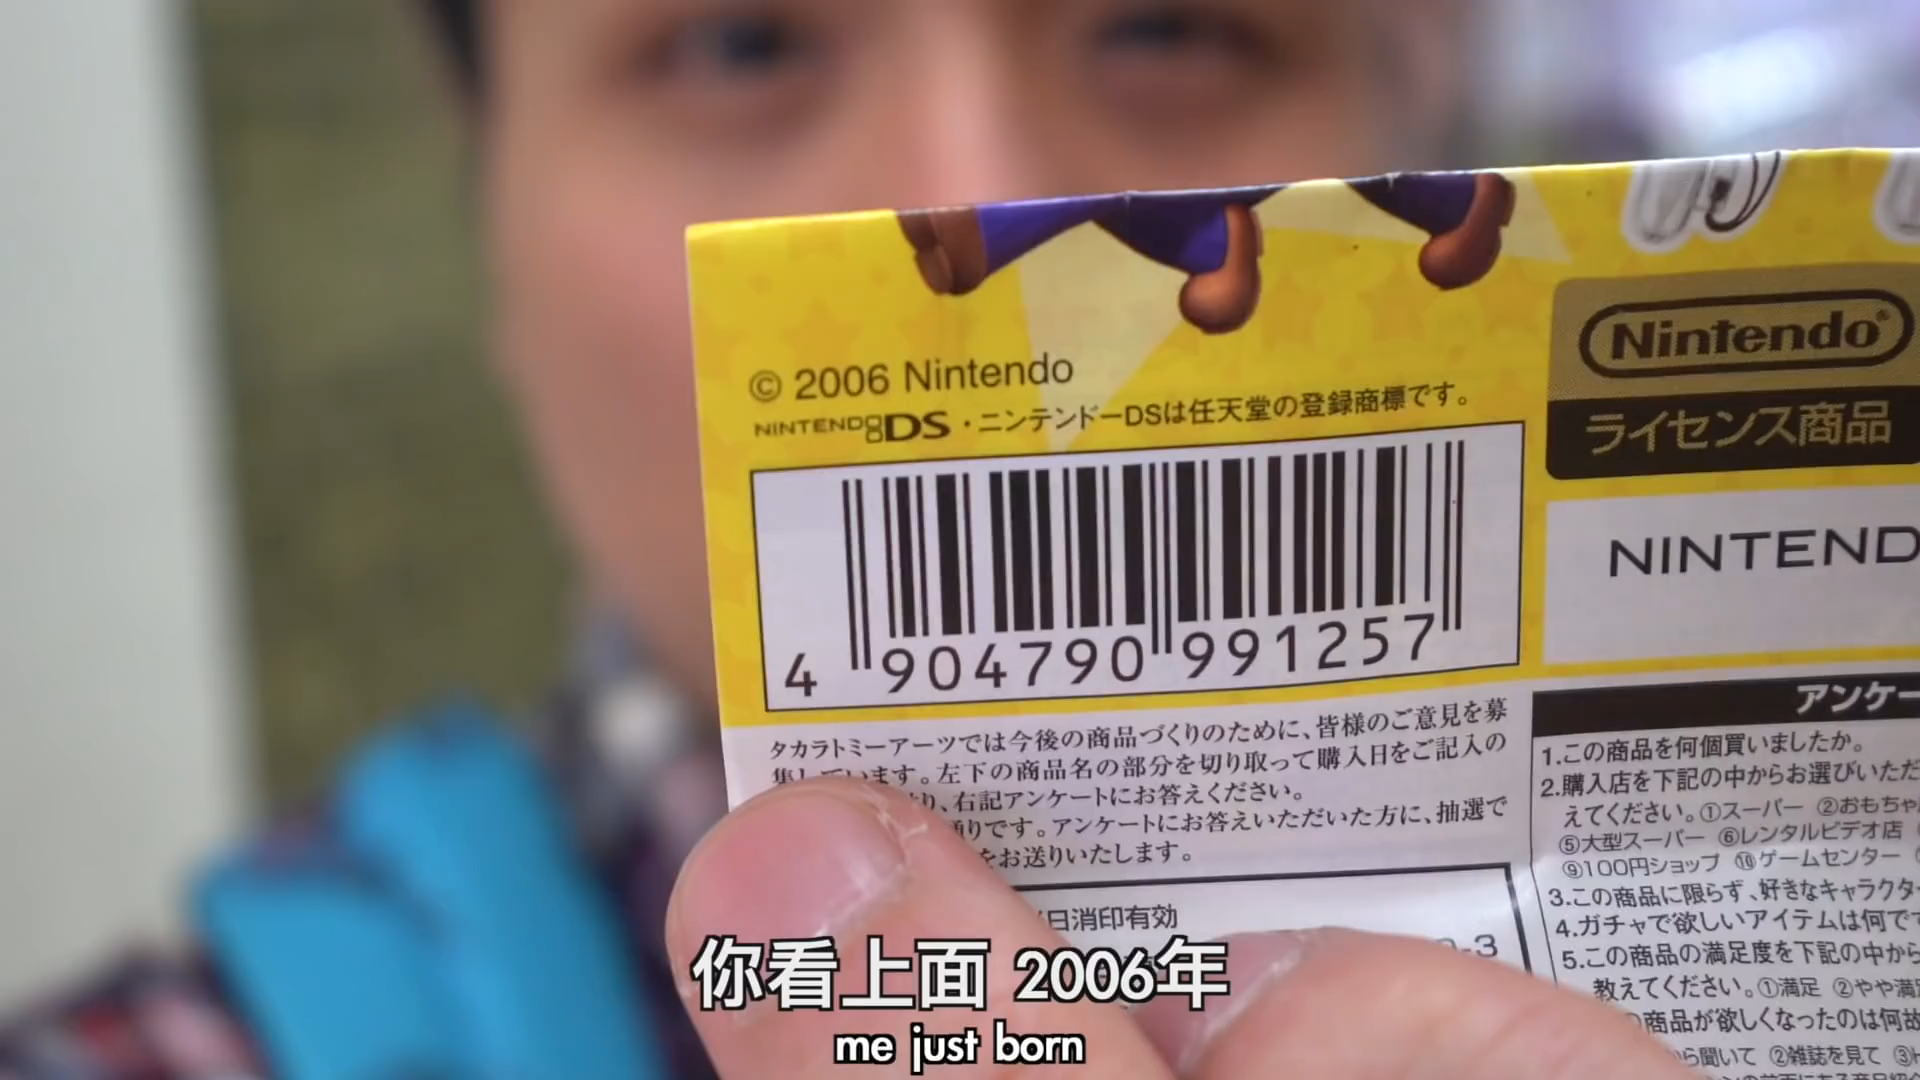 © 2006 Nintendo
NINTENDO DS・ニンテンドーDSは任天堂の登録商標です。
4 904790 991257
Nintendo®
ライセンス商品
NINTEND
タカラトミーアーツでは今後の商品づくりのために、皆様のご意見を募
集しています。左下の商品名の部分を切り取って購入日をご記入の
、右記アンケートにお答えください。
りです。アンケートにお答えいただいた方に、抽選で
をお送りいたします。
日消印有効
-3
アンケー
1.この商品を何個買いましたか。
2.購入店を下記の中からお選びいただ
えてください。①スーパー ②おもちゃ
⑤大型スーパー ⑥レンタルビデオ店
⑨100円ショップ ⑩ゲームセンター
3.この商品に限らず、好きなキャラクタ
4.ガチャで欲しいアイテムは何で
5.この商品の満足度を下記の中から
教えてください。①満足 ②やや満
商品が欲しくなったのは何故
聞いて ②雑誌を見て
你看上面 2006年
me just born